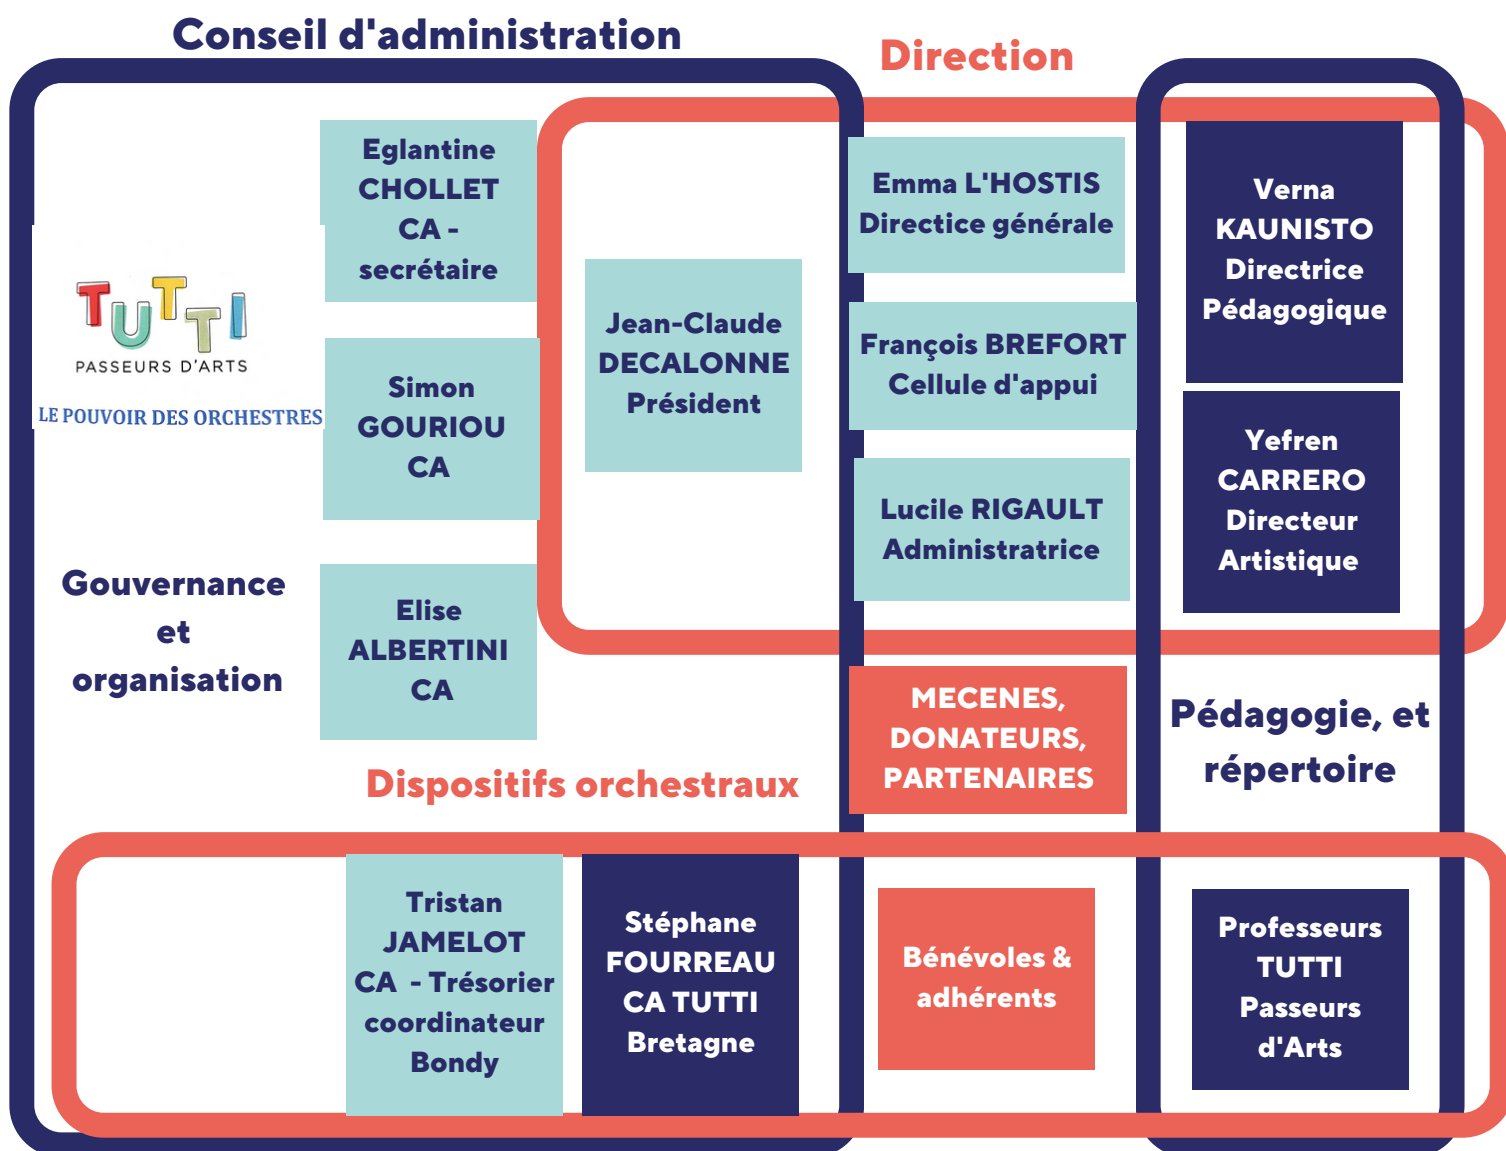 Conseil d'administration
Direction
Eglantine
CHOLLET
CA -
secrétaire
TUTTI
PASSEURS D'ARTS
LE POUVOIR DES ORCHESTRES
Simon
GOURIOU
CA
Gouvernance
et
organisation
Elise
ALBERTINI
CA
Jean-Claude
DECALONNE
Président
Emma L'HOSTIS
Directice générale
François BREFORT
Cellule d'appui
Lucile RIGAULT
Administratrice
Verna
KAUNISTO
Directrice
Pédagogique
Yefren
CARRERO
Directeur
Artistique
MECENES,
DONATEURS,
PARTENAIRES
Pédagogie, et
répertoire
Dispositifs orchestraux
Tristan
JAMELOT
CA - Trésorier
coordinateur
Bondy
Stéphane
FOURREAU
CA TUTTI
Bretagne
Bénévoles &
adhérents
Professeurs
TUTTI
Passeurs
d'Arts